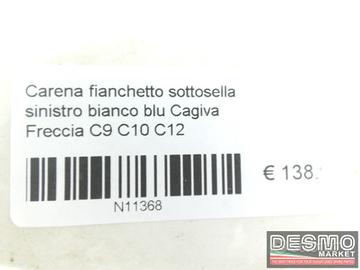 Carena fianchetto sottosella
sinistro bianco blu Cagiva
Freccia C9 C10 C12
€ 138.
N11368
DESMO
MARKET